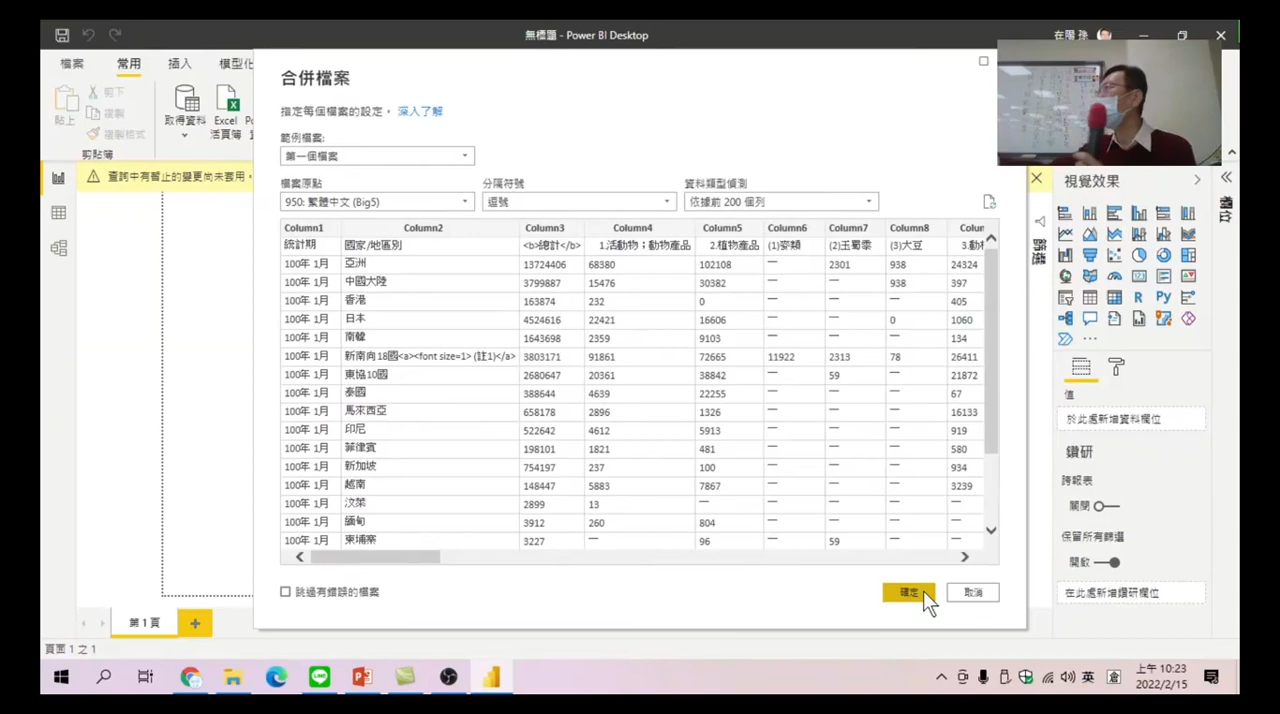 無標題 - Power BI Desktop
在陽 孫
檔案 常用 插入 模型化
貼上 剪下 複製 複製格式
取得資料 Excel 活頁簿
剪貼簿
查詢中有暫止的變更尚未套用。
合併檔案
指定每個檔案的設定。 深入了解
範例檔案:
第一個檔案
檔案原點 分隔符號 資料類型偵測
950: 繁體中文 (Big5) 逗號 依據前 200 個列
Column1 Column2 Column3 Column4 Column5 Column6 Column7 Column8 Colun
統計期 國家/地區別 <b>總計</b> 1.活動物；動物產品 2.植物產品 (1)麥類 (2)玉蜀黍 (3)大豆 3.動
100年 1月 亞洲 13724406 68380 102108 — 2301 938 24324
100年 1月 中國大陸 3799887 15476 30382 — — 938 397
100年 1月 香港 163874 232 0 — — — 405
100年 1月 日本 4524616 22421 16606 — — 0 1060
100年 1月 南韓 1643698 2359 9103 — — — 134
100年 1月 新南向18國<a><font size=1> (註1)</a> 3803171 91861 72665 11922 2313 78 26411
100年 1月 東協10國 2680647 20361 38842 — 59 — 21872
100年 1月 泰國 388644 4639 22255 — — — 67
100年 1月 馬來西亞 658178 2896 1326 — — — 16133
100年 1月 印尼 522642 4612 5913 — — — 919
100年 1月 菲律賓 198101 1821 481 — — — 580
100年 1月 新加坡 754197 237 100 — — — 934
100年 1月 越南 148447 5883 7867 — — — 3239
100年 1月 汶萊 2899 13 — — — — —
100年 1月 緬甸 3912 260 804 — — — —
100年 1月 柬埔寨 3227 — 96 — 59 — —
跳過有錯誤的檔案
確定 取消
視覺效果
篩選
欄位
R Py
值
於此處新增資料欄位
鑽研
跨報表
關閉
保留所有篩選
開啟
在此處新增鑽研欄位
第 1 頁
頁面 1 之 1
英 倉
上午 10:23
2022/2/15